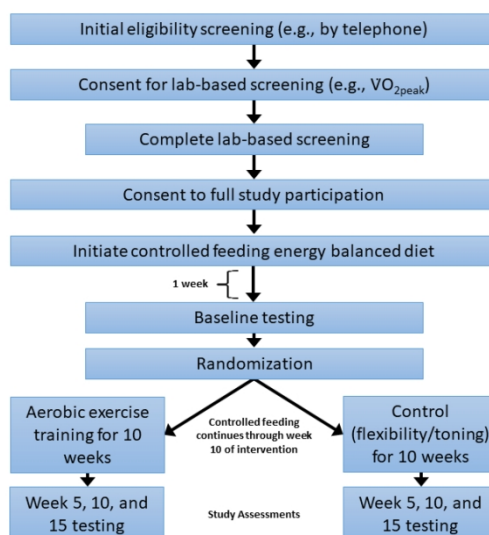 Initial eligibility screening (e.g., by telephone)
Consent for lab-based screening (e.g., VO2peak)
Complete lab-based screening
Consent to full study participation
Initiate controlled feeding energy balanced diet
1 week
Baseline testing
Randomization
Aerobic exercise
training for 10
weeks
Controlled feeding
continues through week
10 of intervention
Control
(flexibility/toning)
for 10 weeks
Week 5, 10, and
15 testing
Study Assessments
Week 5, 10, and
15 testing